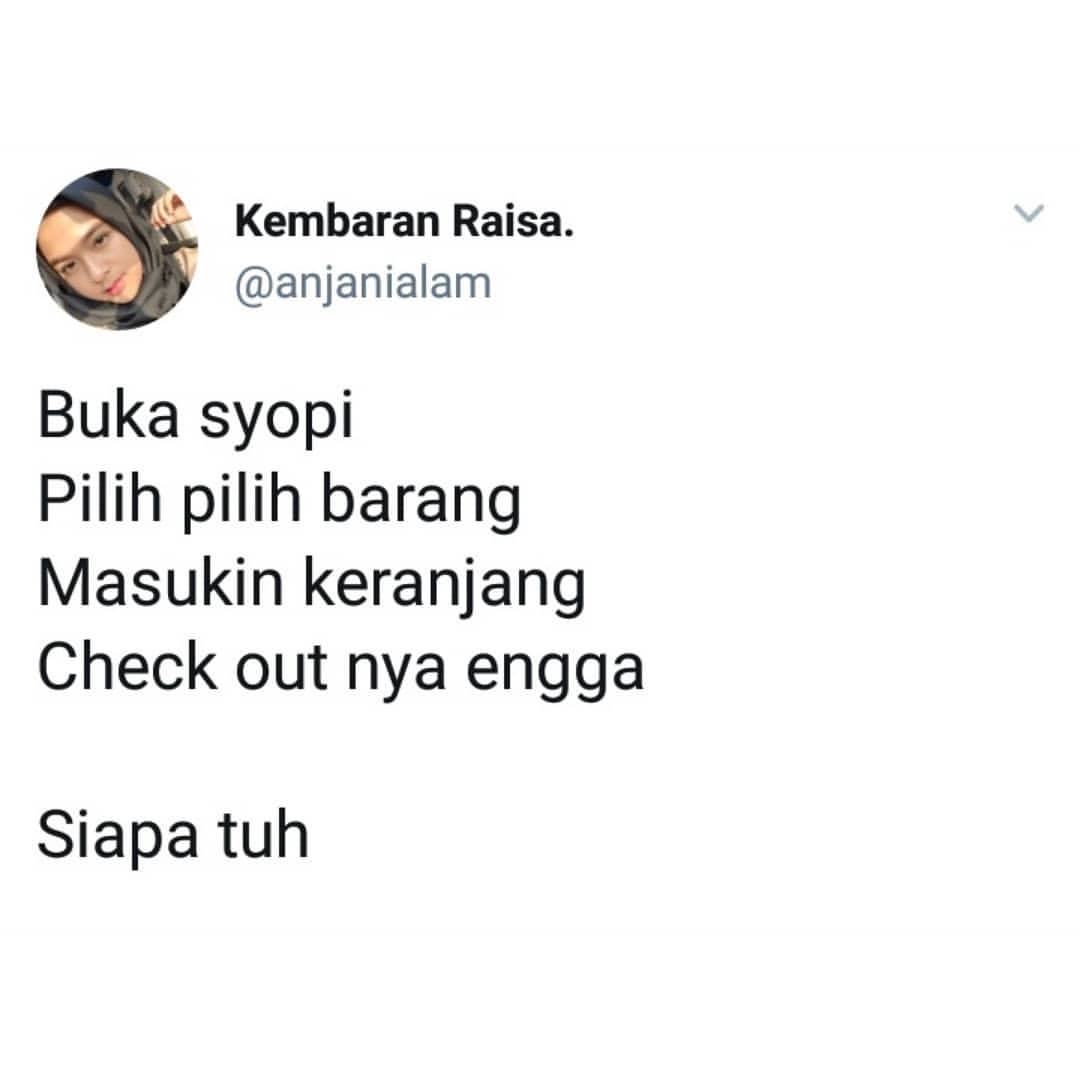 Kembaran Raisa.
@anjanialam
Buka syopi
Pilih pilih barang
Masukin keranjang
Check out nya engga
Siapa tuh